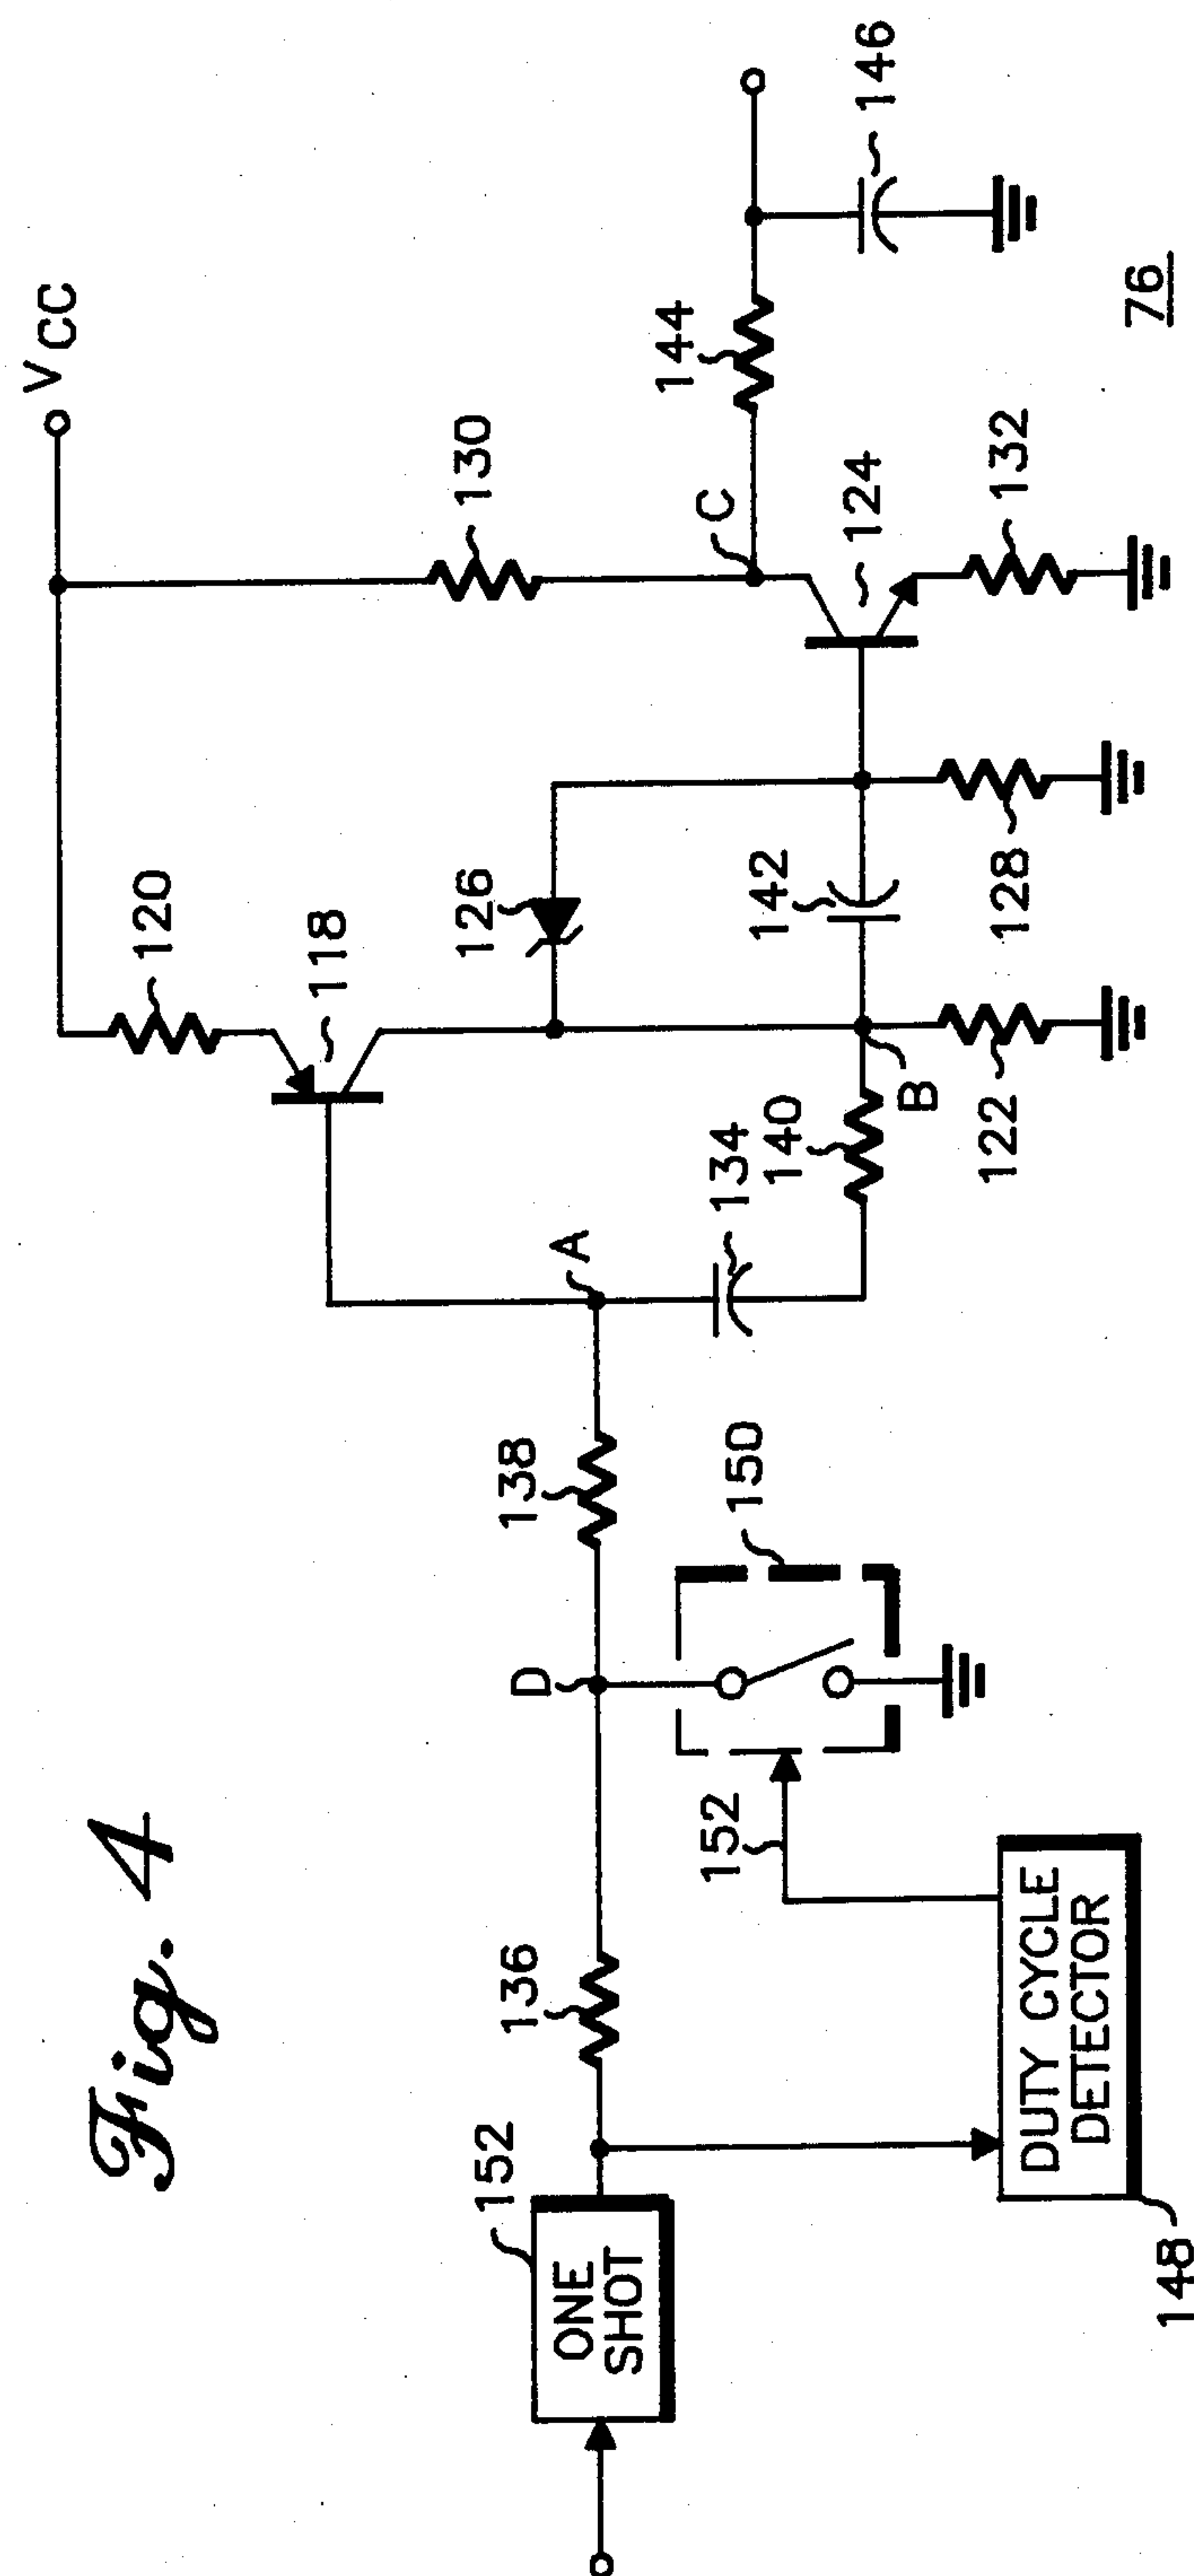 Fig. 4
VCC
120
118
130
126
A
134
140
B
142
122
128
C
124
132
144
146
76
138
D
150
136
152
152
ONE
SHOT
DUTY CYCLE
DETECTOR
148